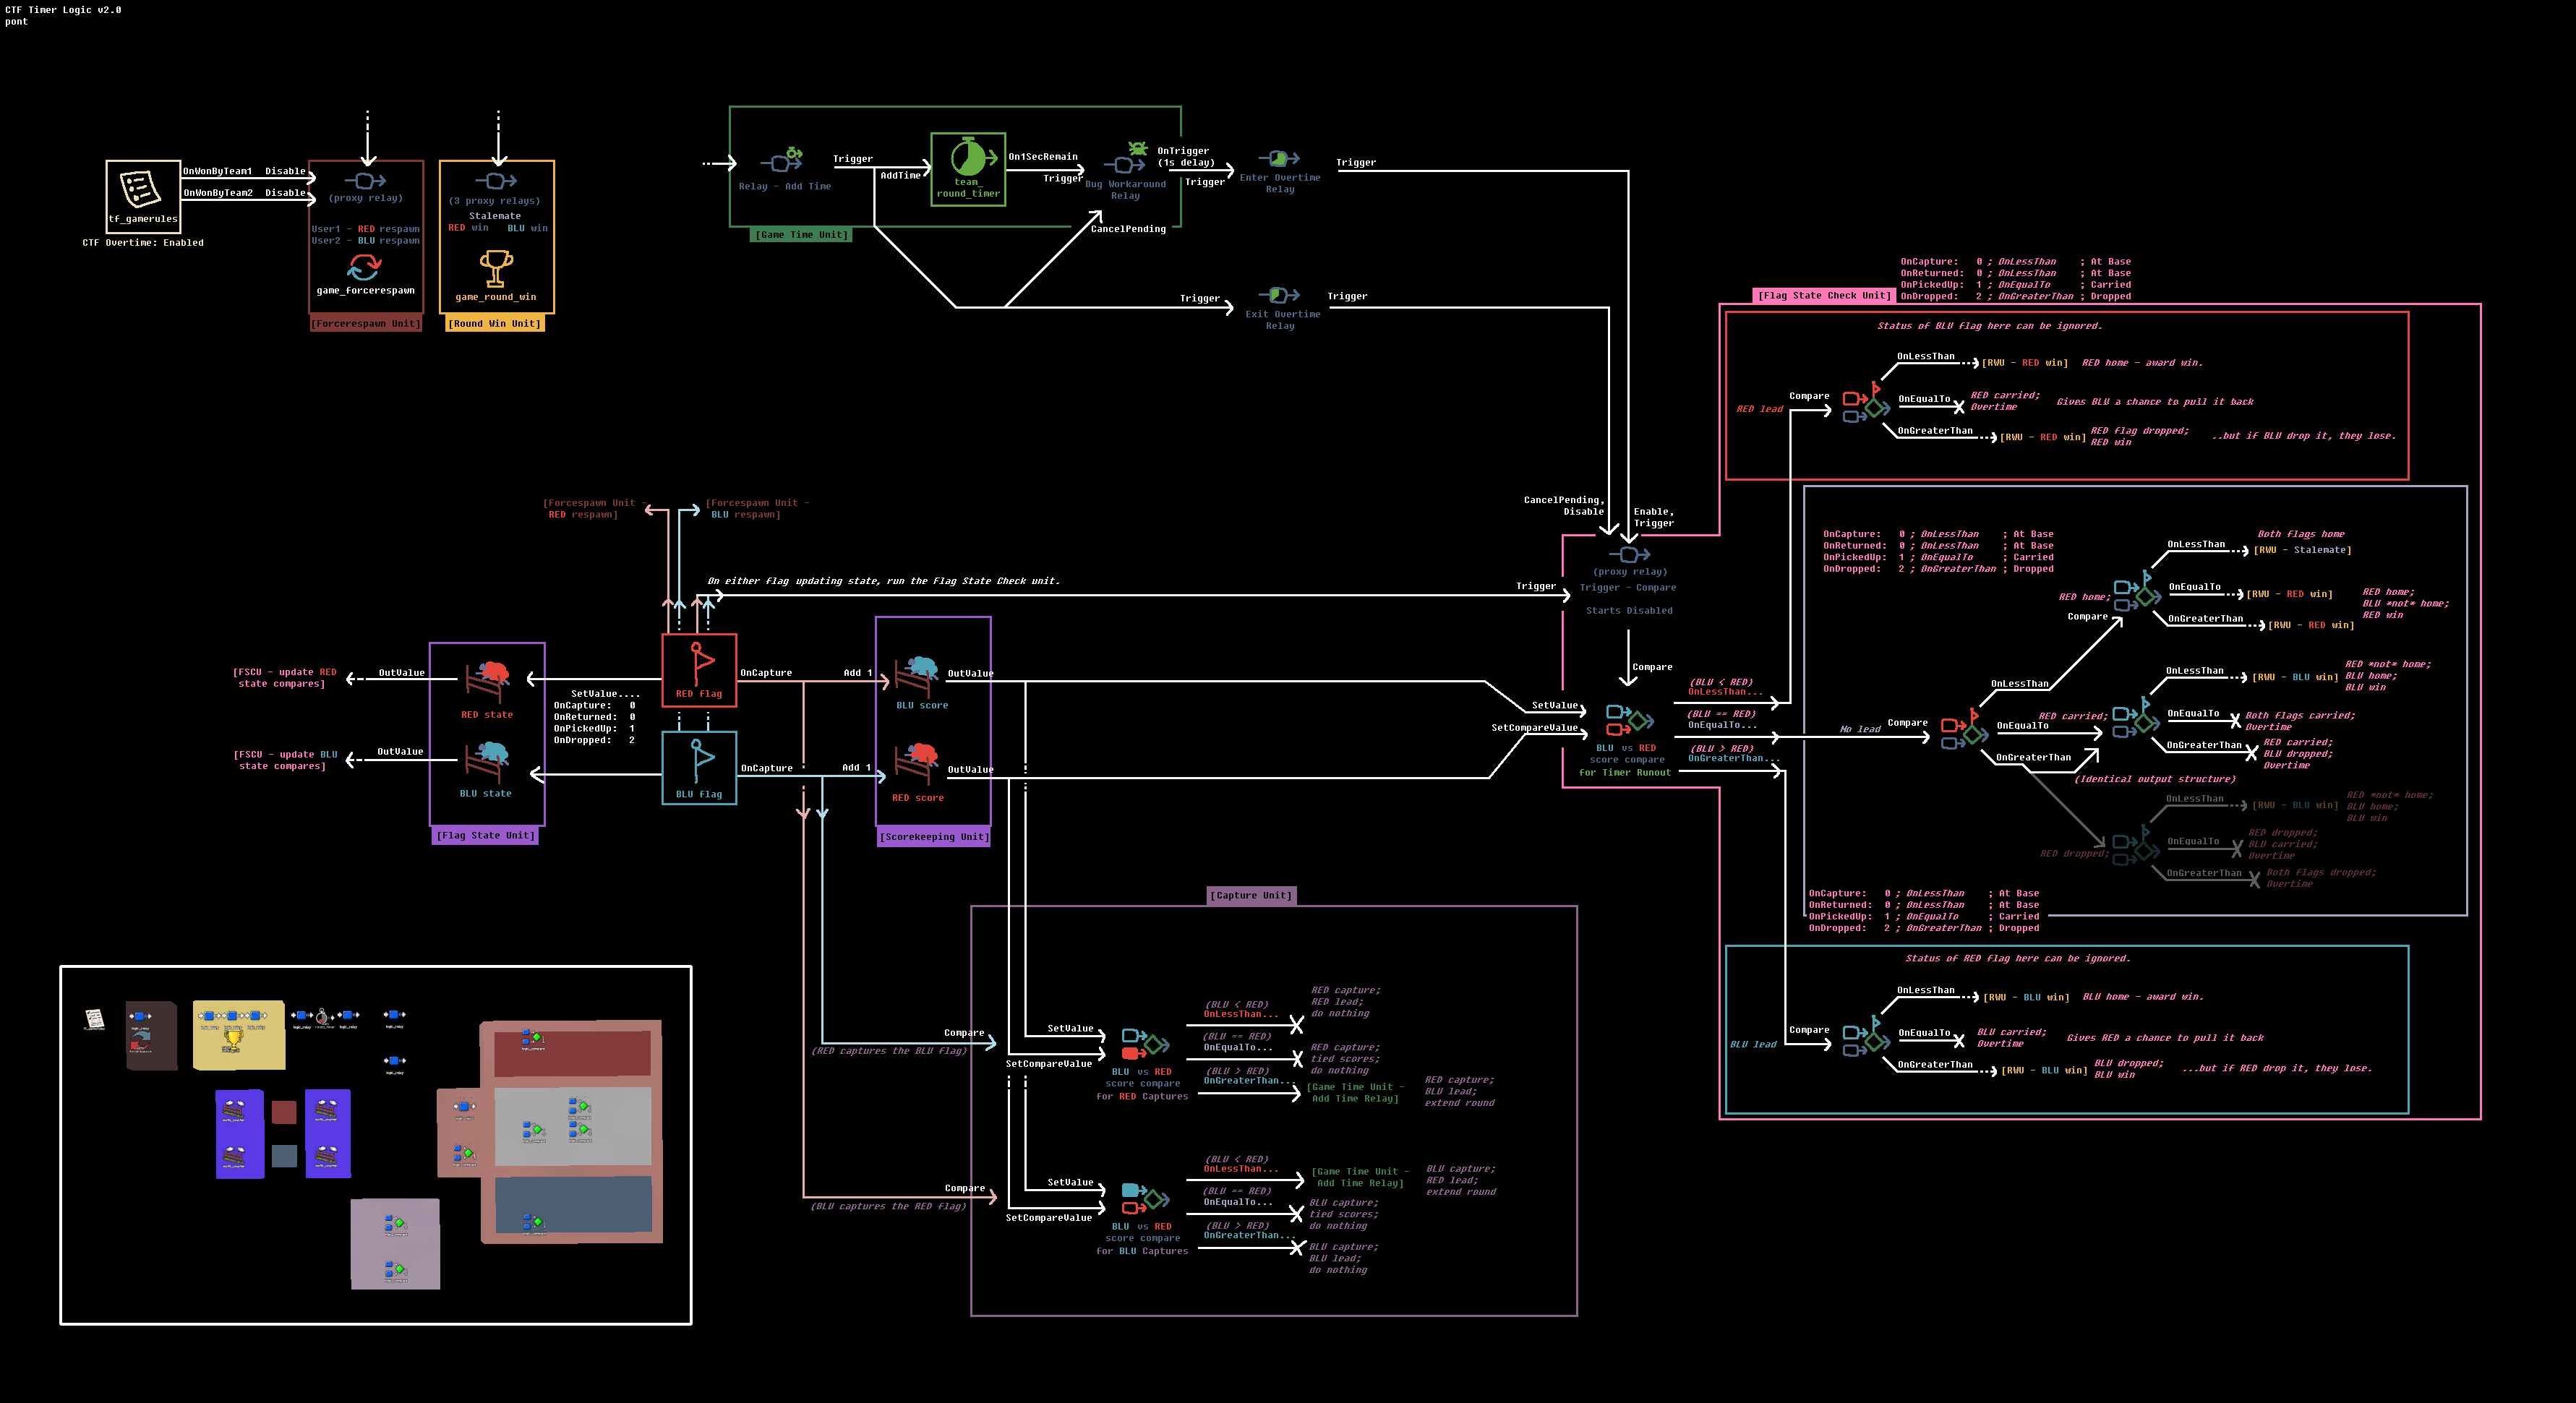 CTF Timer Logic v2.0
pont
OnWonByTeam1 Disable
OnWonByTeam2 Disable
tf_gamerules
CTF Overtime: Enabled
(proxy relay)
User1 - RED respawn
User2 - BLU respawn
game_forcerespawn
[Forcerespawn Unit]
(3 proxy relays)
Stalemate
RED win BLU win
game_round_win
[Round Win Unit]
Relay - Add Time
Trigger
AddTime
team_
round_timer
On1SecRemain
Trigger
Bug Workaround
Relay
OnTrigger
(1s delay)
Trigger
Enter Overtime
Relay
Trigger
[Game Time Unit]
CancelPending
Trigger
Exit Overtime
Relay
Trigger
CancelPending,
Disable
Enable,
Trigger
(proxy relay)
Trigger - Compare
Starts Disabled
Compare
[Forcespawn Unit -
RED respawn]
[Forcespawn Unit -
BLU respawn]
On either flag updating state, run the Flag State Check unit.
Trigger
[FSCU - update RED
state compares]
OutValue
RED state
[FSCU - update BLU
state compares]
OutValue
BLU state
[Flag State Unit]
SetValue....
OnCapture: 0
OnReturned: 0
OnPickedUp: 1
OnDropped: 2
RED flag
BLU flag
OnCapture Add 1
OnCapture Add 1
BLU score
RED score
OutValue
OutValue
[Scorekeeping Unit]
SetValue
SetCompareValue
BLU vs RED
score compare
for Timer Runout
(BLU < RED)
OnLessThan...
(BLU == RED)
OnEqualTo...
(BLU > RED)
OnGreaterThan...
[Flag State Check Unit]
OnCapture: 0 ; OnLessThan ; At Base
OnReturned: 0 ; OnLessThan ; At Base
OnPickedUp: 1 ; OnEqualTo ; Carried
OnDropped: 2 ; OnGreaterThan ; Dropped
Status of BLU flag here can be ignored.
RED lead
Compare
OnLessThan
[RWU - RED win] RED home - award win.
OnEqualTo
RED carried;
Overtime
Gives BLU a chance to pull it back
OnGreaterThan
[RWU - RED win]
RED flag dropped;
RED win
..but if BLU drop it, they lose.
OnCapture: 0 ; OnLessThan ; At Base
OnReturned: 0 ; OnLessThan ; At Base
OnPickedUp: 1 ; OnEqualTo ; Carried
OnDropped: 2 ; OnGreaterThan ; Dropped
No lead
Compare
OnLessThan
OnEqualTo
OnGreaterThan
RED home;
Compare
OnLessThan
Both flags home
[RWU - Stalemate]
OnEqualTo
[RWU - RED win]
OnGreaterThan
[RWU - RED win]
RED home;
BLU *not* home;
RED win
RED carried;
OnLessThan
[RWU - BLU win]
RED *not* home;
BLU home;
BLU win
OnEqualTo
Both flags carried;
Overtime
OnGreaterThan
RED carried;
BLU dropped;
Overtime
(Identical output structure)
RED dropped;
OnLessThan
[RWU - BLU win]
RED *not* home;
BLU home;
BLU win
OnEqualTo
RED dropped;
BLU carried;
Overtime
OnGreaterThan
Both flags dropped;
Overtime
OnCapture: 0 ; OnLessThan ; At Base
OnReturned: 0 ; OnLessThan ; At Base
OnPickedUp: 1 ; OnEqualTo ; Carried
OnDropped: 2 ; OnGreaterThan ; Dropped
Status of RED flag here can be ignored.
BLU lead
Compare
OnLessThan
[RWU - BLU win] BLU home - award win.
OnEqualTo
BLU carried;
Overtime
Gives RED a chance to pull it back
OnGreaterThan
[RWU - BLU win]
BLU dropped;
BLU win
...but if RED drop it, they lose.
[Capture Unit]
Compare
(RED captures the BLU flag)
SetValue
SetCompareValue
BLU vs RED
score compare
for RED Captures
(BLU < RED)
OnLessThan...
RED capture;
RED lead;
do nothing
(BLU == RED)
OnEqualTo...
RED capture;
tied scores;
do nothing
(BLU > RED)
OnGreaterThan...
[Game Time Unit -
Add Time Relay]
RED capture;
BLU lead;
extend round
Compare
(BLU captures the RED flag)
SetValue
SetCompareValue
BLU vs RED
score compare
for BLU Captures
(BLU < RED)
OnLessThan...
[Game Time Unit -
Add Time Relay]
BLU capture;
RED lead;
extend round
(BLU == RED)
OnEqualTo...
BLU capture;
tied scores;
do nothing
(BLU > RED)
OnGreaterThan...
BLU capture;
BLU lead;
do nothing